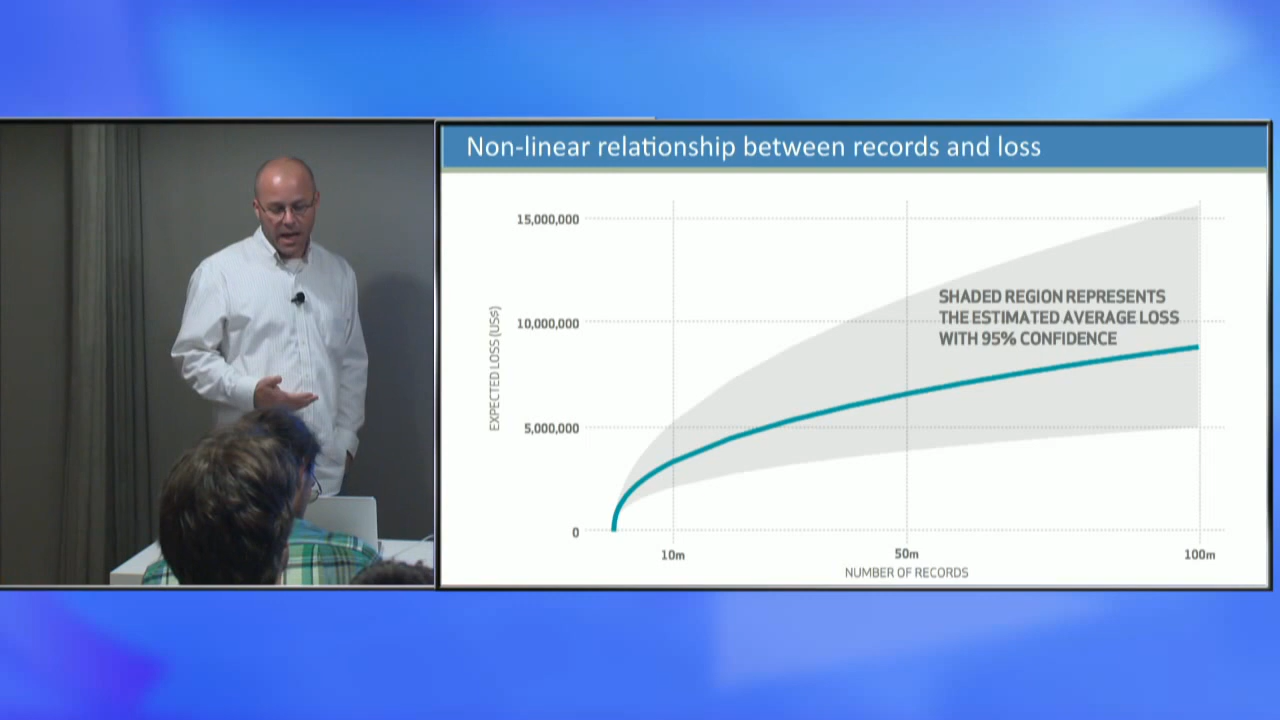 Non-linear relationship between records and loss
15,000,000
10,000,000
5,000,000
0
EXPECTED LOSS (US$)
SHADED REGION REPRESENTS
THE ESTIMATED AVERAGE LOSS
WITH 95% CONFIDENCE
10m
50m
100m
NUMBER OF RECORDS